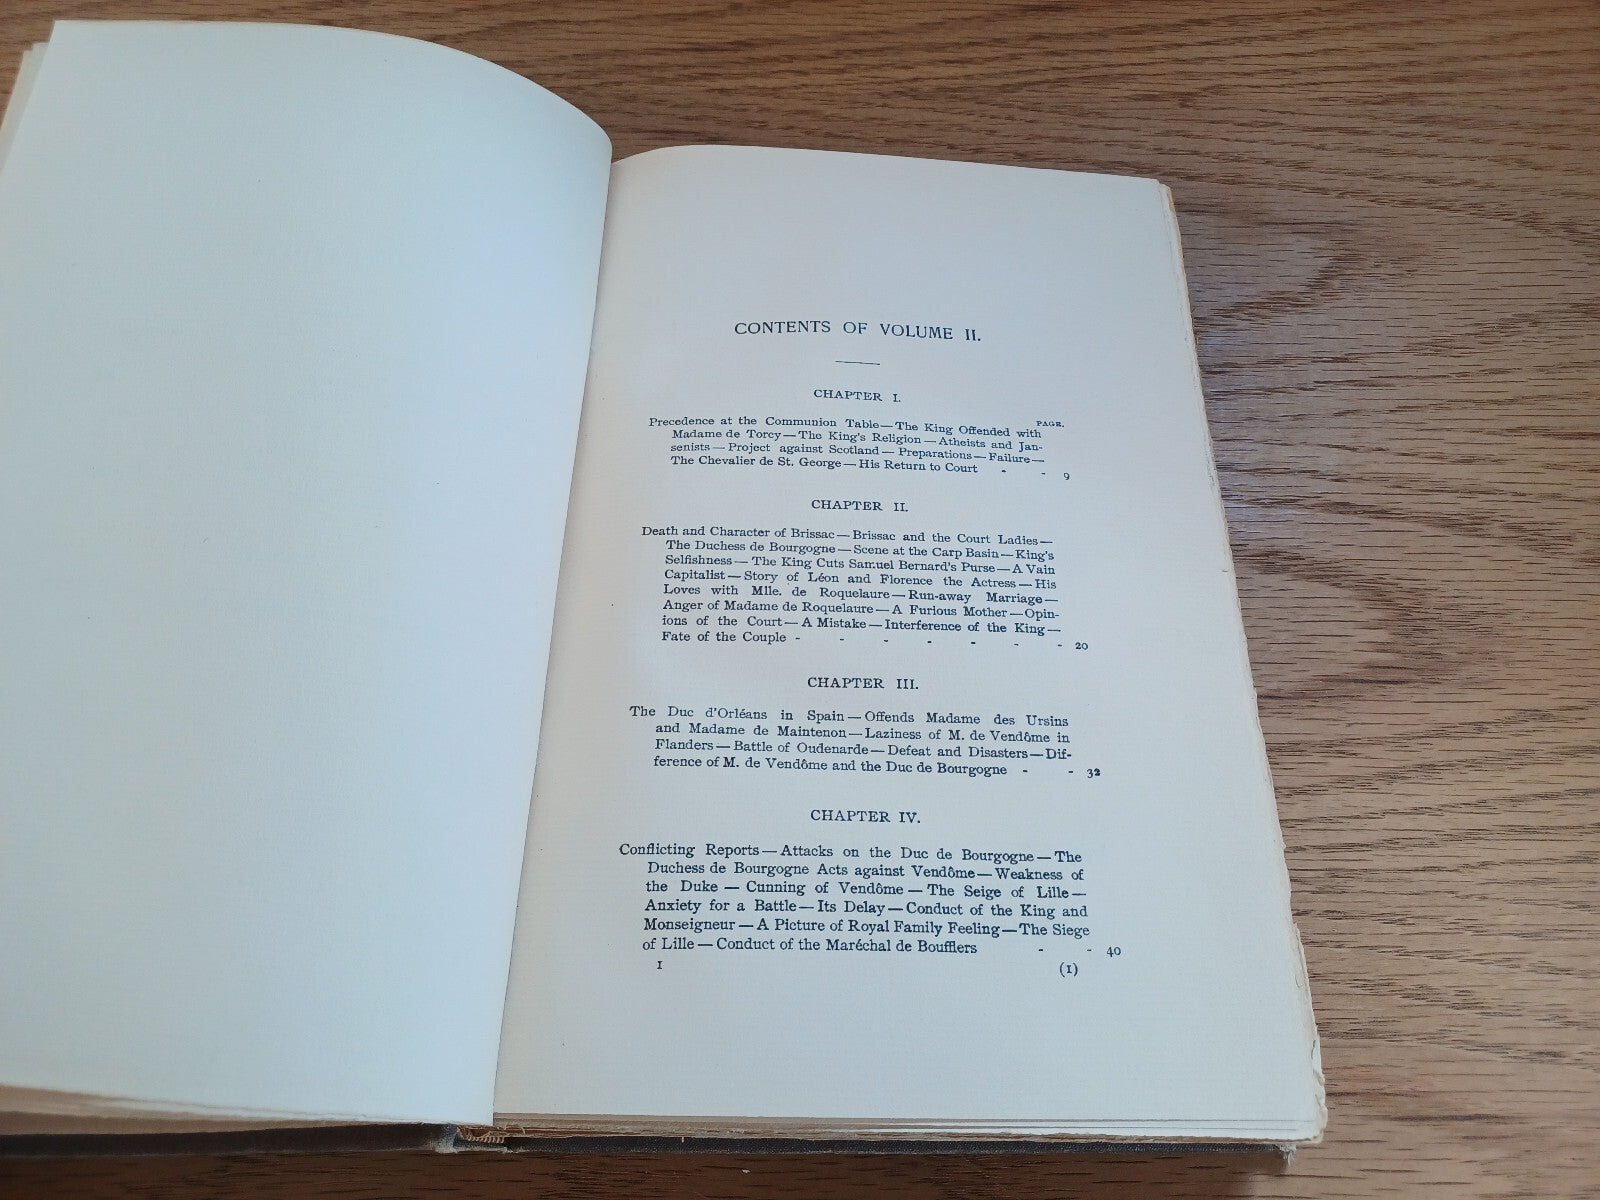 CONTENTS OF VOLUME II.
CHAPTER I.
PAGE.
Precedence at the Communion Table—The King Offended with
Madame de Torcy—The King's Religion—Atheists and Jan-
senists—Project against Scotland—Preparations—Failure—
The Chevalier de St. George—His Return to Court - - 9
CHAPTER II.
Death and Character of Brissac—Brissac and the Court Ladies—
The Duchess de Bourgogne—Scene at the Carp Basin—King's
Selfishness—The King Cuts Samuel Bernard's Purse—A Vain
Capitalist—Story of Léon and Florence the Actress—His
Loves with Mlle. de Roquelaure—Run-away Marriage—
Anger of Madame de Roquelaure—A Furious Mother—Opin-
ions of the Court—A Mistake—Interference of the King—
Fate of the Couple - - - - - - - 20
CHAPTER III.
The Duc d'Orléans in Spain—Offends Madame des Ursins
and Madame de Maintenon—Laziness of M. de Vendôme in
Flanders—Battle of Oudenarde—Defeat and Disasters—Dif-
ference of M. de Vendôme and the Duc de Bourgogne - - 32
CHAPTER IV.
Conflicting Reports—Attacks on the Duc de Bourgogne—The
Duchess de Bourgogne Acts against Vendôme—Weakness of
the Duke—Cunning of Vendôme—The Seige of Lille—
Anxiety for a Battle—Its Delay—Conduct of the King and
Monseigneur—A Picture of Royal Family Feeling—The Siege
of Lille—Conduct of the Maréchal de Boufflers - - 40
1 (1)